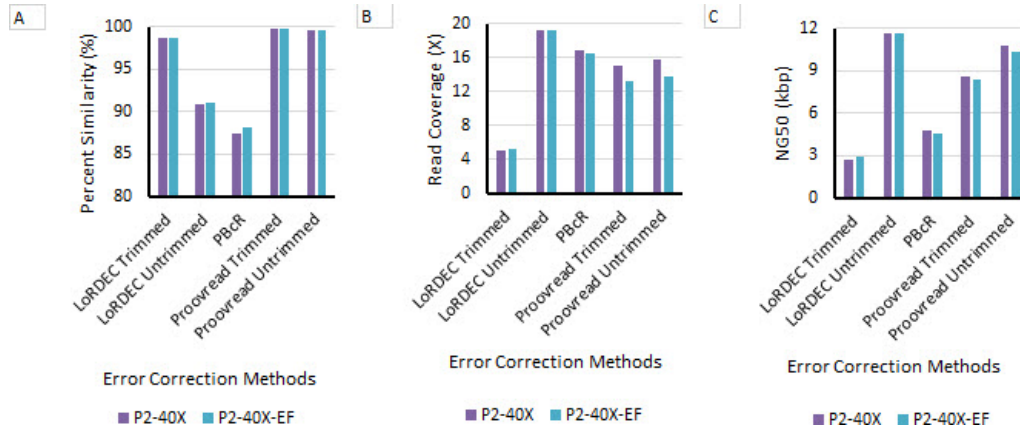 A
Percent Similarity (%)
100
95
90
85
80
LoRDEC Trimmed
LoRDEC Untrimmed
PBcR
Proovread Trimmed
Proovread Untrimmed
Error Correction Methods
P2-40X P2-40X-EF
B
Read Coverage (X)
20
16
12
8
4
0
LoRDEC Trimmed
LoRDEC Untrimmed
PBcR
Proovread Trimmed
Proovread Untrimmed
Error Correction Methods
P2-40X P2-40X-EF
C
NG50 (kbp)
12
9
6
3
0
LoRDEC Trimmed
LoRDEC Untrimmed
PBcR
Proovread Trimmed
Proovread Untrimmed
Error Correction Methods
P2-40X P2-40X-EF